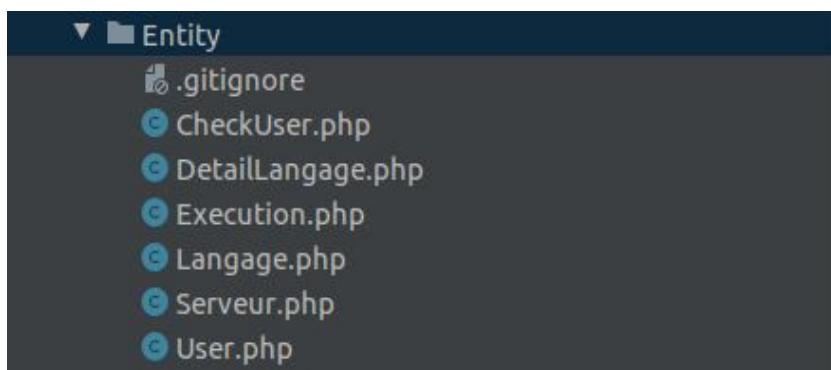 Entity
.gitignore
CheckUser.php
DetailLangage.php
Execution.php
Langage.php
Serveur.php
User.php